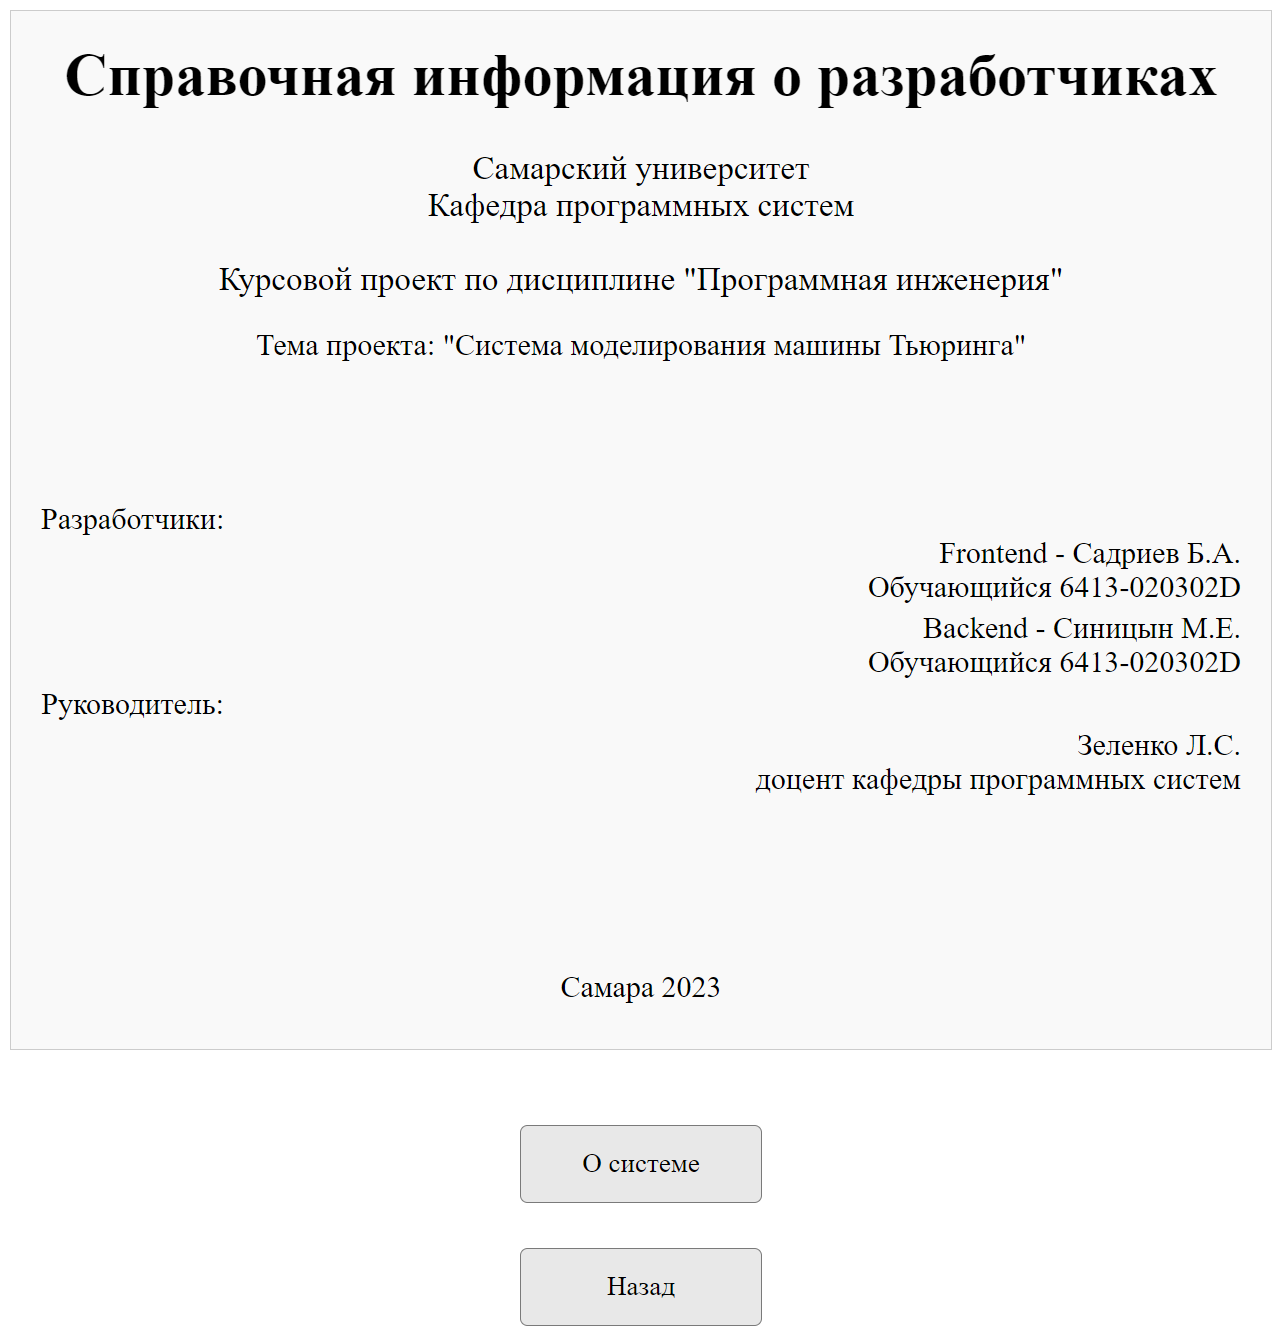 Справочная информация о разработчиках
Самарский университет
Кафедра программных систем
Курсовой проект по дисциплине "Программная инженерия"
Тема проекта: "Система моделирования машины Тьюринга"
Разработчики:
Frontend - Садриев Б.А.
Обучающийся 6413-020302D
Backend - Синицын М.Е.
Обучающийся 6413-020302D
Руководитель:
Зеленко Л.С.
доцент кафедры программных систем
Самара 2023
О системе
Назад